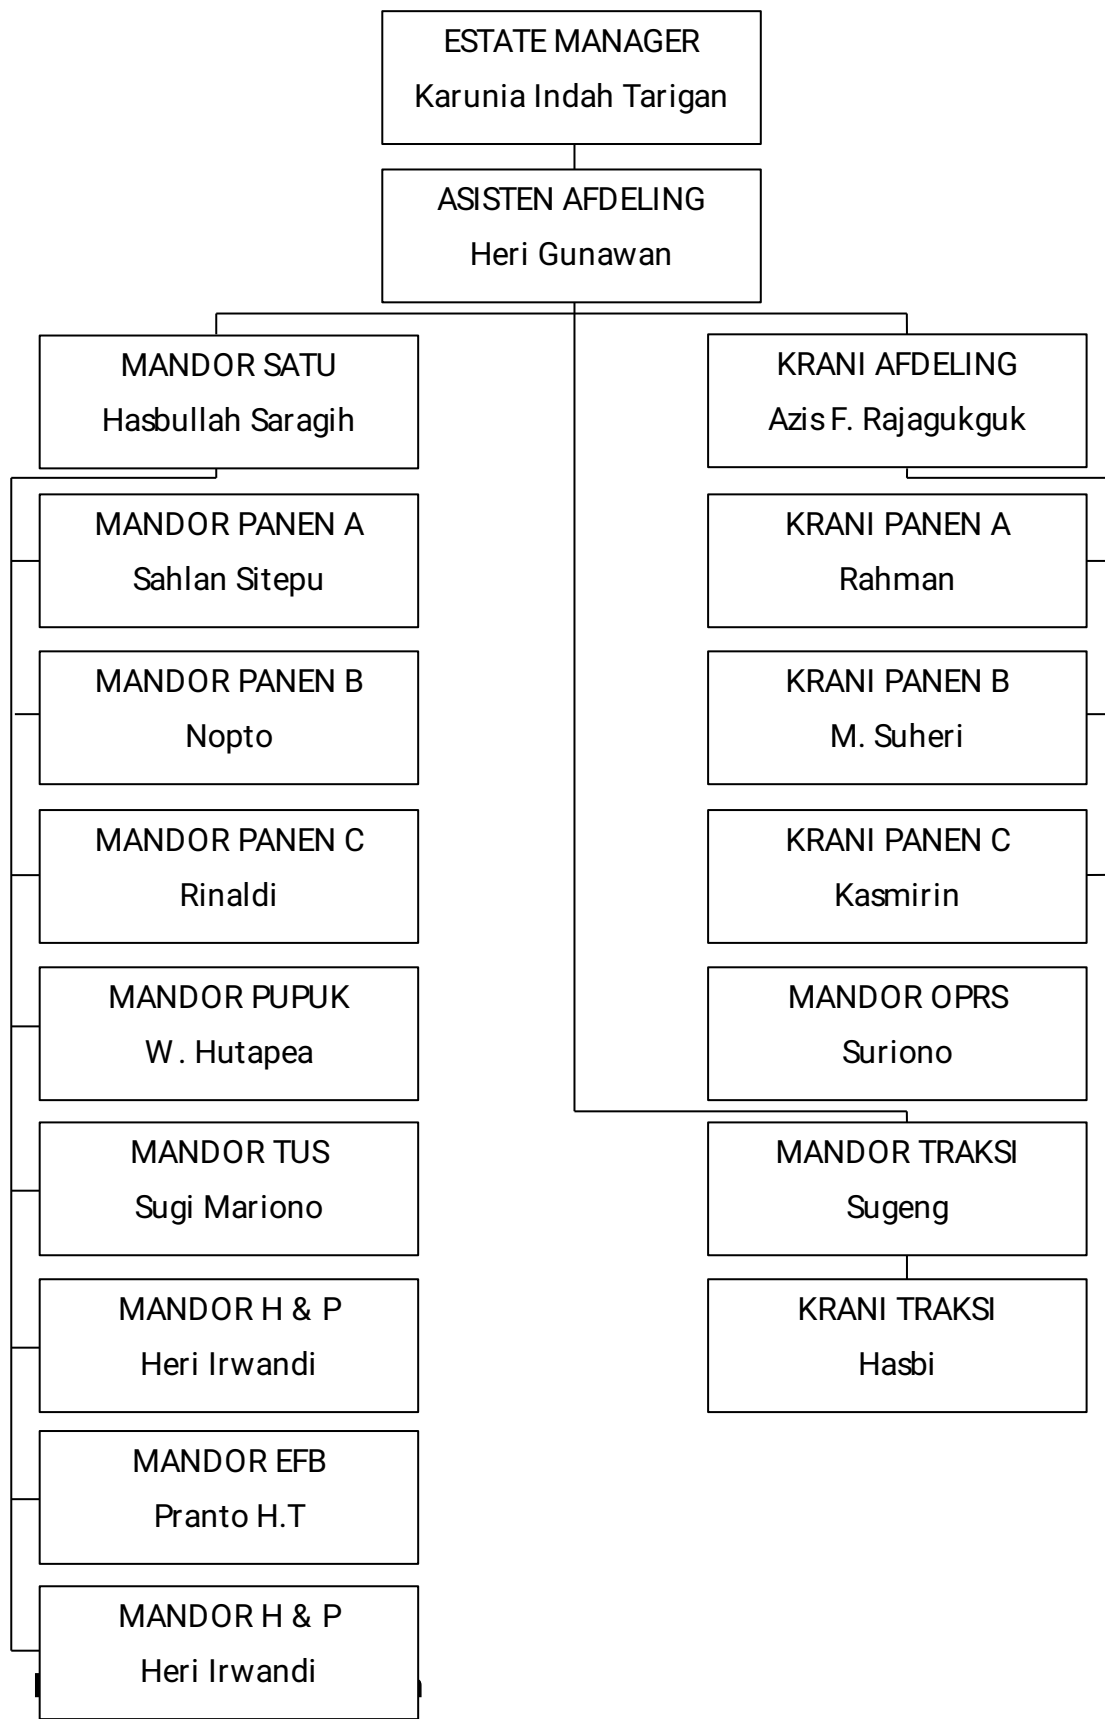 ESTATE MANAGER
Karunia Indah Tarigan
ASISTEN AFDELING
Heri Gunawan
MANDOR SATU
Hasbullah Saragih
KRANI AFDELING
Azis F. Rajagukguk
MANDOR PANEN A
Sahlan Sitepu
KRANI PANEN A
Rahman
MANDOR PANEN B
Nopto
KRANI PANEN B
M. Suheri
MANDOR PANEN C
Rinaldi
KRANI PANEN C
Kasmirin
MANDOR PUPUK
W. Hutapea
MANDOR OPRS
Suriono
MANDOR TUS
Sugi Mariono
MANDOR TRAKSI
Sugeng
MANDOR H & P
Heri Irwandi
KRANI TRAKSI
Hasbi
MANDOR EFB
Pranto H.T
MANDOR H & P
Heri Irwandi